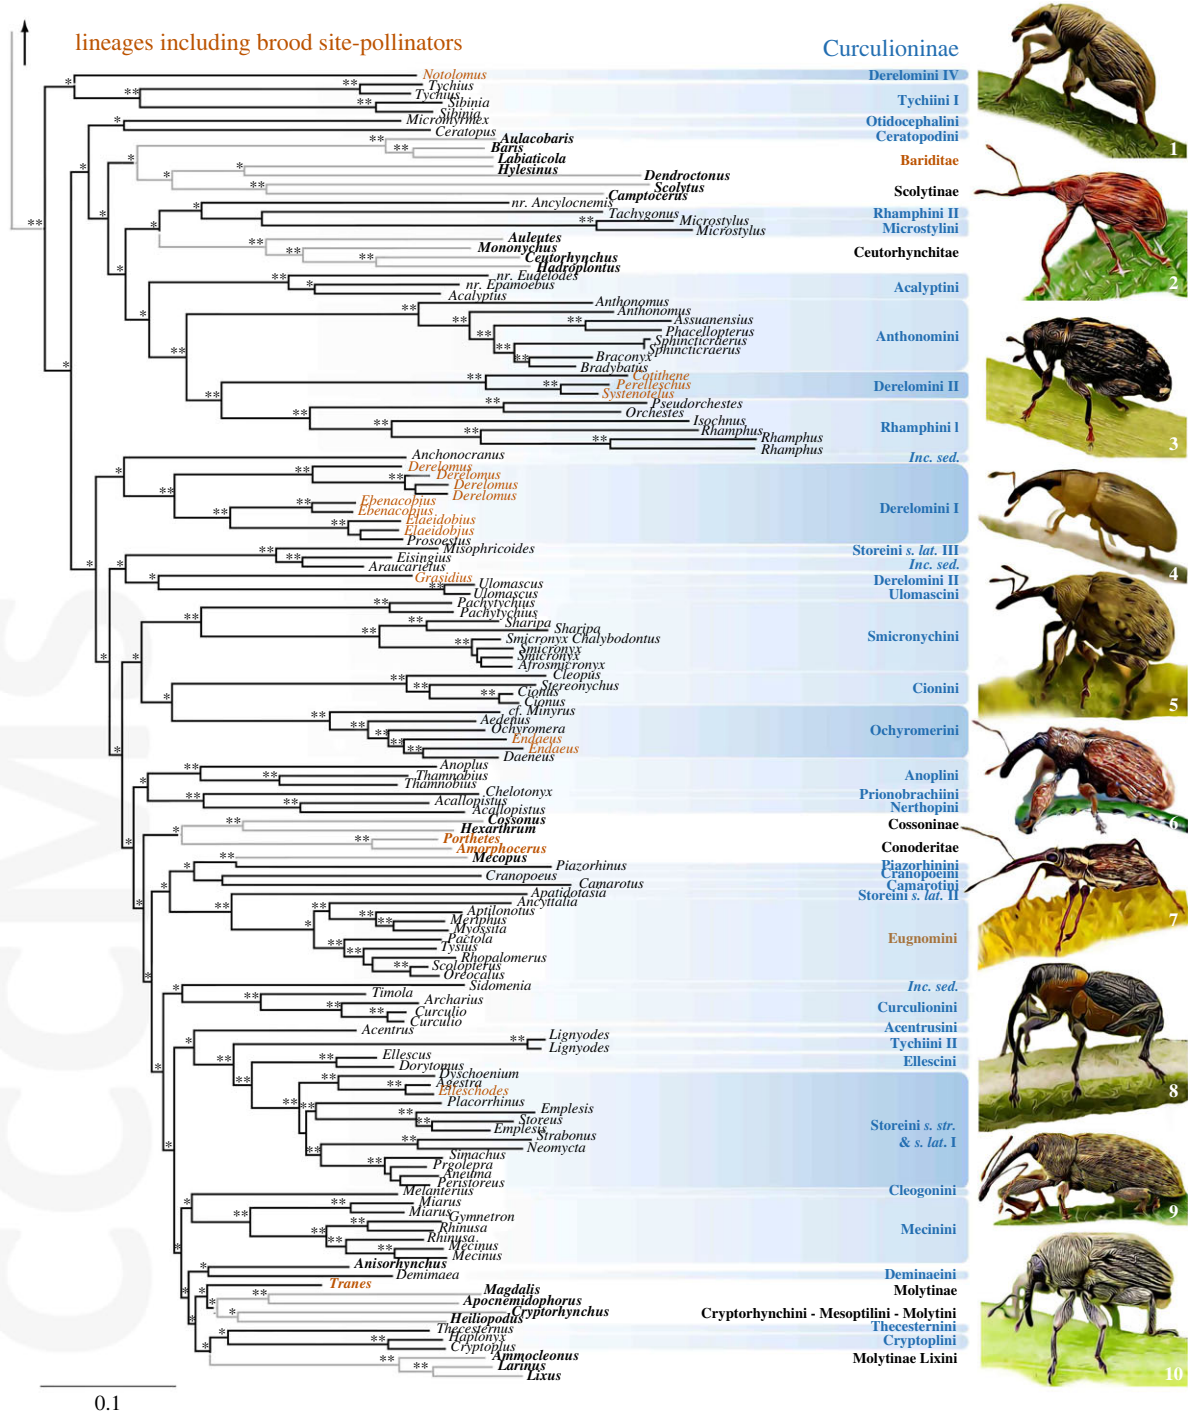 lineages including brood site-pollinators
Curculioninae
Notolomus
Derelomini IV
Tychius
Tychius
Tychiini I
Sibinia
Sibinia
Micromyrmex
Otidocephalini
Ceratopus
Ceratopodini
Aulacobaris
Baris
Labiaticola
Bariditae
1
Hylesinus
Dendroctonus
Scolytus
Scolytinae
Camptocerus
nr. Ancylocnemis
Tachygonus
Rhamphini II
Microstylus
Microstylus
Microstylini
Auleutes
Mononychus
Ceutorhynchitae
Ceutorhynchus
Hadroplontus
nr. Eudelodes
nr. Epamoebus
Acalyptini
2
Acalyptus
Anthonomus
Anthonomus
Assuanensius
Phacellopterus
Anthonomini
Sphincticraerus
Sphincticraerus
Braconyx
Bradybatus
Cotithene
Perelleschus
Derelomini II
Systenotelus
Pseudorchestes
Orchestes
Isochnus
Rhamphini l
Rhamphus
Rhamphus
Rhamphus
3
Anchonocranus
Inc. sed.
Derelomus
Derelomus
Derelomus
Derelomus
Ebenacobius
Ebenacobius
Derelomini I
Elaeidobius
Elaeidobius
Prosoestus
Misophricoides
Storeini s. lat. III
Eisingius
Araucarietus
Inc. sed.
4
Grasidius
Derelomini II
Ulomascus
Ulomascus
Ulomascini
Pachytychius
Pachytychius
Sharipa
Sharipa
Smicronyx Chalybodontus
Smicronychini
Smicronyx
Smicronyx
Afrosmicronyx
Cleopus
Stereonychus
Cionini
Cionus
Cionus
5
cf. Minyrus
Aedenus
Ochyromera
Ochyromerini
Endaeus
Endaeus
Daeneus
Anoplus
Thamnobius
Anoplini
Thamnobius
Chelotonyx
Prionobrachiini
Acallopistus
Acallopistus
Nerthopini
Cossonus
Cossoninae
6
Hexarthrum
Porthetes
Amorphocerus
Conoderitae
Mecopus
Piazorhinus
Piazorhinini
Cranopoeus
Cranopoeini
Camarotus
Camarotini
Apatidotasia
Storeini s. lat. II
Ancyttalia
Aptilonotus
Meriphus
7
Myossita
Pactola
Eugnomini
Tysius
Rhopalomerus
Scolopterus
Oreocalus
Sidomenia
Inc. sed.
Timola
Archarius
Curculio
Curculionini
Curculio
Acentrus
Acentrusini
Lignyodes
Tychiini II
Lignyodes
Ellescus
Ellescini
Dorytomus
Dyschoenium
Agestra
Elleschodes
8
Placorrhinus
Emplesis
Storeus
Storeini s. str.
Emplesis
Strabonus
& s. lat. I
Neomycta
Simachus
Prgolepra
Aneuma
Peristoreus
Melanterius
Cleogonini
Miarus
Miarus
9
Gymnetron
Rhinusa
Mecinini
Rhinusa
Mecinus
Mecinus
Anisorhynchus
Demimaea
Deminaeini
Tranes
Magdalis
Molytinae
Apocnemidophorus
Cryptorhynchus
Cryptorhynchini - Mesoptilini - Molytini
Heiliopodus
Thecesternus
Thecesternini
Haplonyx
Cryptoplini
Cryptoplus
Ammocleonus
Molytinae Lixini
Larinus
Lixus
10
0.1